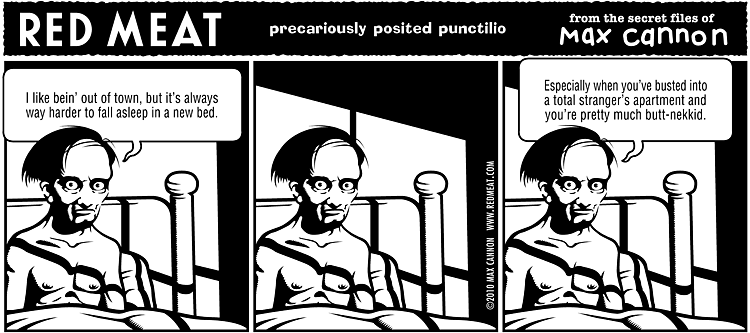 RED MEAT
precariously posited punctilio
from the secret files of
Max cannon
I like bein' out of town, but it's always
way harder to fall asleep in a new bed.
©2010 MAX CANNON WWW.REDMEAT.COM
Especially when you've busted into
a total stranger's apartment and
you're pretty much butt-nekkid.